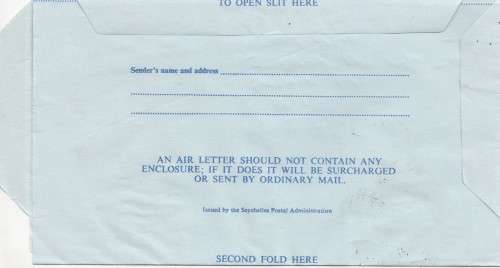 TO OPEN SLIT HERE
Sender's name and address
AN AIR LETTER SHOULD NOT CONTAIN ANY
ENCLOSURE; IF IT DOES IT WILL BE SURCHARGED
OR SENT BY ORDINARY MAIL.
Issued by the Seychelles Postal Administration
SECOND FOLD HERE